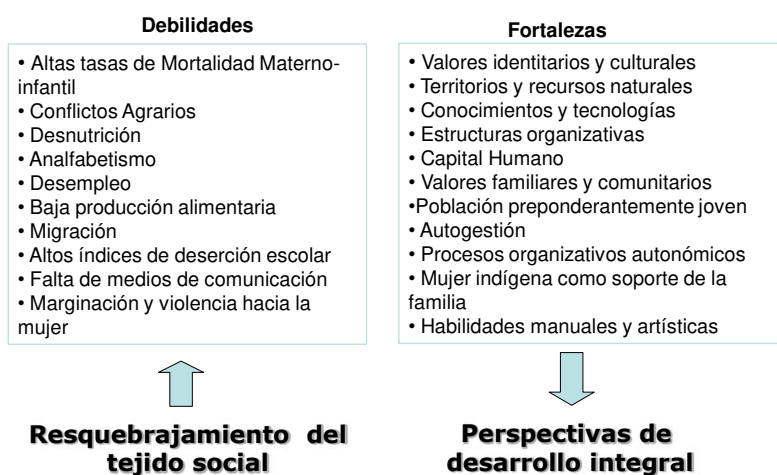 Debilidades
• Altas tasas de Mortalidad Materno-
infantil
• Conflictos Agrarios
• Desnutrición
• Analfabetismo
• Desempleo
• Baja producción alimentaria
• Migración
• Altos índices de deserción escolar
• Falta de medios de comunicación
• Marginación y violencia hacia la
mujer
Resquebrajamiento del
tejido social
Fortalezas
• Valores identitarios y culturales
• Territorios y recursos naturales
• Conocimientos y tecnologías
• Estructuras organizativas
• Capital Humano
• Valores familiares y comunitarios
•Población preponderantemente joven
• Autogestión
• Procesos organizativos autonómicos
• Mujer indígena como soporte de la
familia
• Habilidades manuales y artísticas
Perspectivas de
desarrollo integral